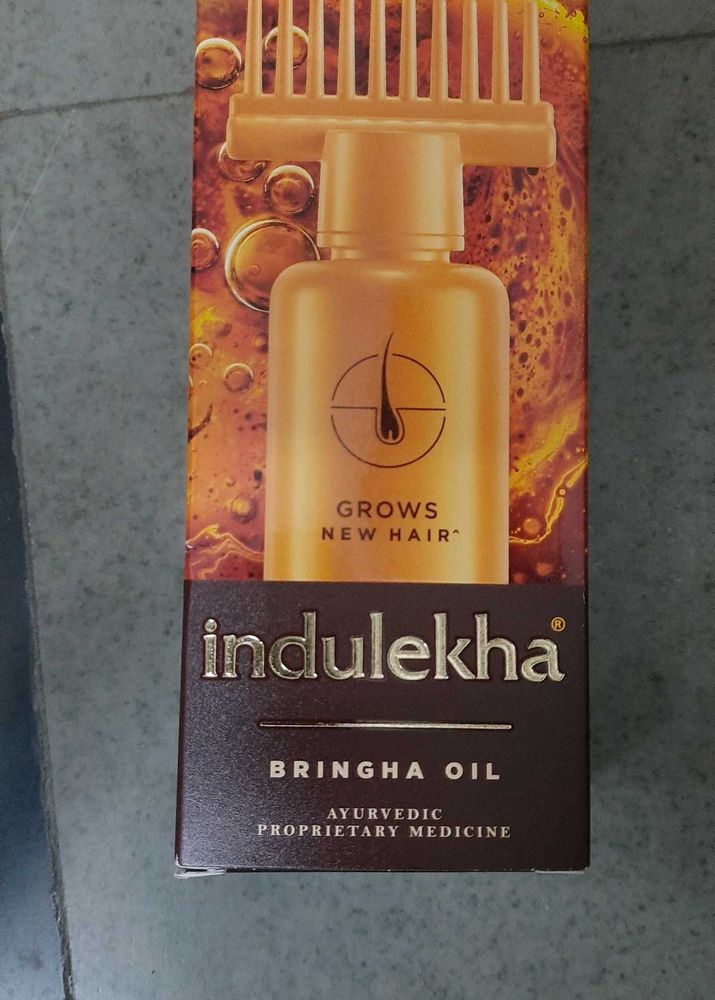 GROWS
NEW HAIR^
indulekha®
BRINGHA OIL
AYURVEDIC
PROPRIETARY MEDICINE